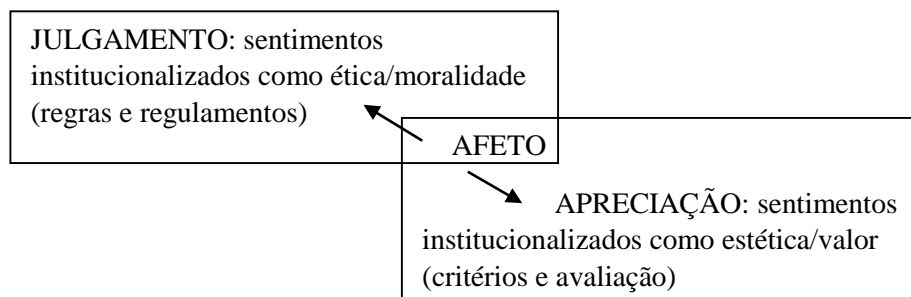 JULGAMENTO: sentimentos
institucionalizados como ética/moralidade
(regras e regulamentos)
AFETO
APRECIAÇÃO: sentimentos
institucionalizados como estética/valor
(critérios e avaliação)